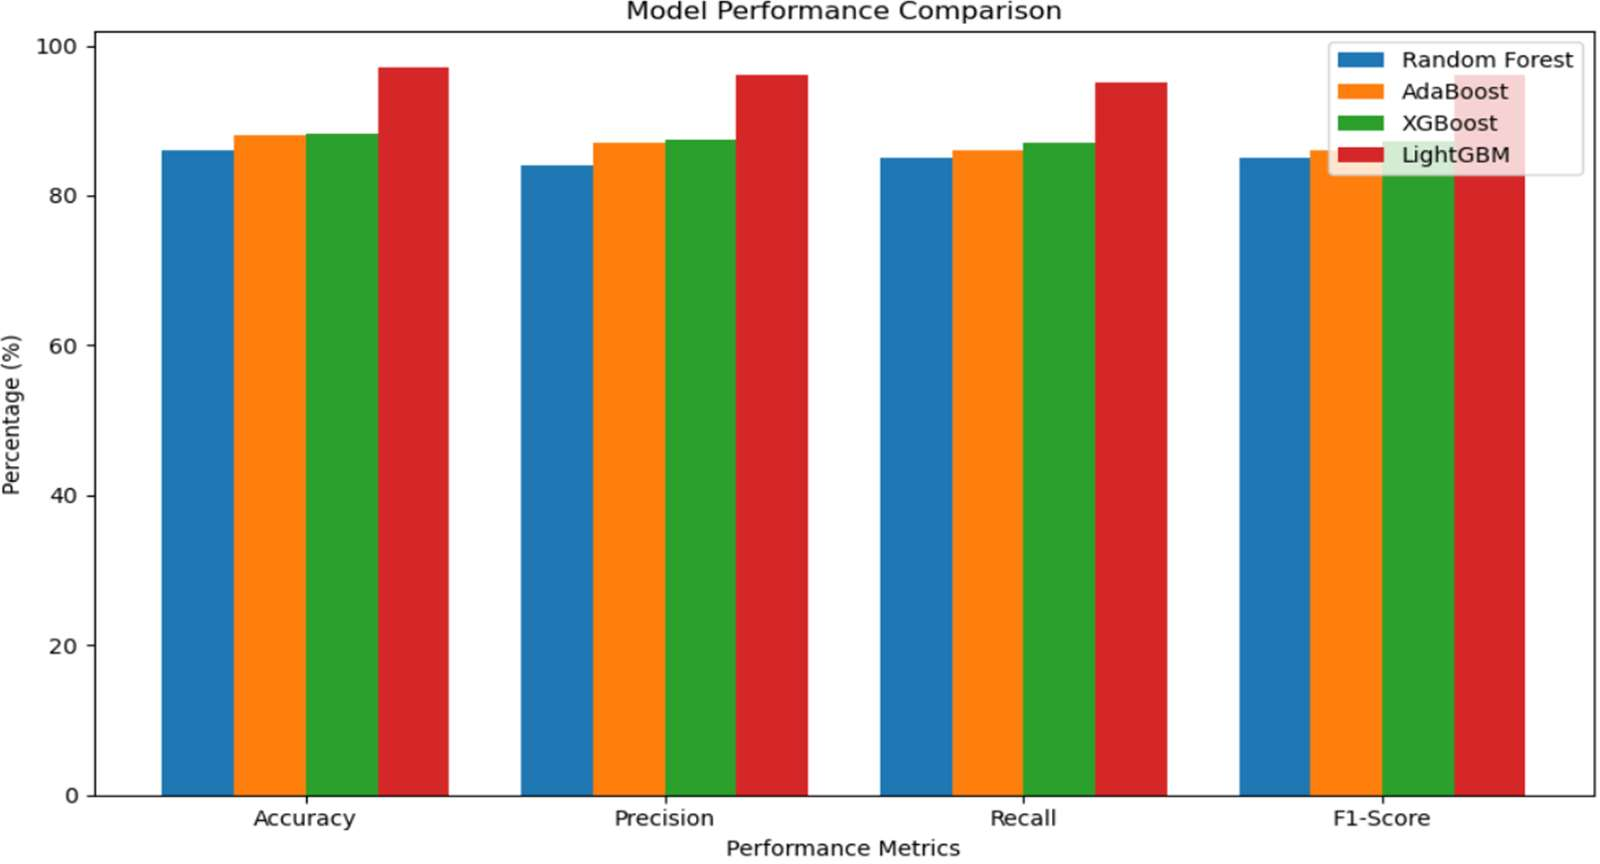 Model Performance Comparison
100
80
60
40
20
0
Percentage (%)
Random Forest
AdaBoost
XGBoost
LightGBM
Accuracy
Precision
Recall
F1-Score
Performance Metrics